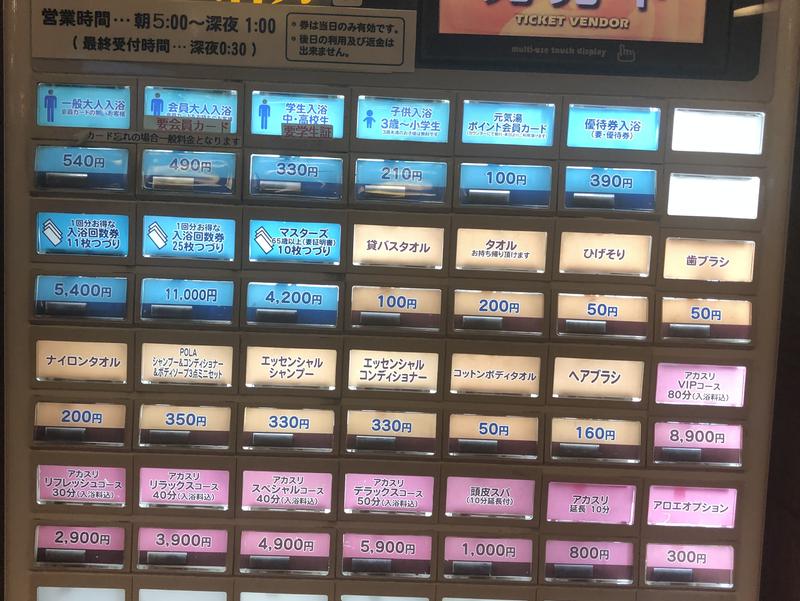 営業時間…朝5:00〜深夜1:00
(最終受付時間…深夜0:30)
＊券は当日のみ有効です。
＊後日の利用及び返金は
出来ません。
TICKET VENDOR
multi-use touch display
一般大人入浴
会員大人入浴
要会員カード
学生入浴
中・高校生
要学生証
子供入浴
3歳〜小学生
元気湯
ポイント会員カード
優待券入浴
(要・優待券)
カード忘れの場合一般料金となります
540円
490円
330円
210円
100円
390円
1回分お得な
入浴回数券
11枚つづり
1回分お得な
入浴回数券
25枚つづり
マスターズ
65歳以上(要証明書)
10枚つづり
貸バスタオル
タオル
お持ち帰り頂けます
ひげそり
歯ブラシ
5,400円
11,000円
4,200円
100円
200円
50円
50円
ナイロンタオル
POLA
シャンプー&コンディショナー
&ボディソープ3点ミニセット
エッセンシャル
シャンプー
エッセンシャル
コンディショナー
コットンボディタオル
ヘアブラシ
アカスリ
VIPコース
80分(入浴料込)
200円
350円
330円
330円
50円
160円
8,900円
アカスリ
リフレッシュコース
30分(入浴料込)
アカスリ
リラックスコース
40分(入浴料込)
アカスリ
スペシャルコース
40分(入浴料込)
アカスリ
デラックスコース
50分(入浴料込)
頭皮スパ
(10分延長付)
アカスリ
延長 10分
アロエオプション
2,900円
3,900円
4,900円
5,900円
1,000円
800円
300円